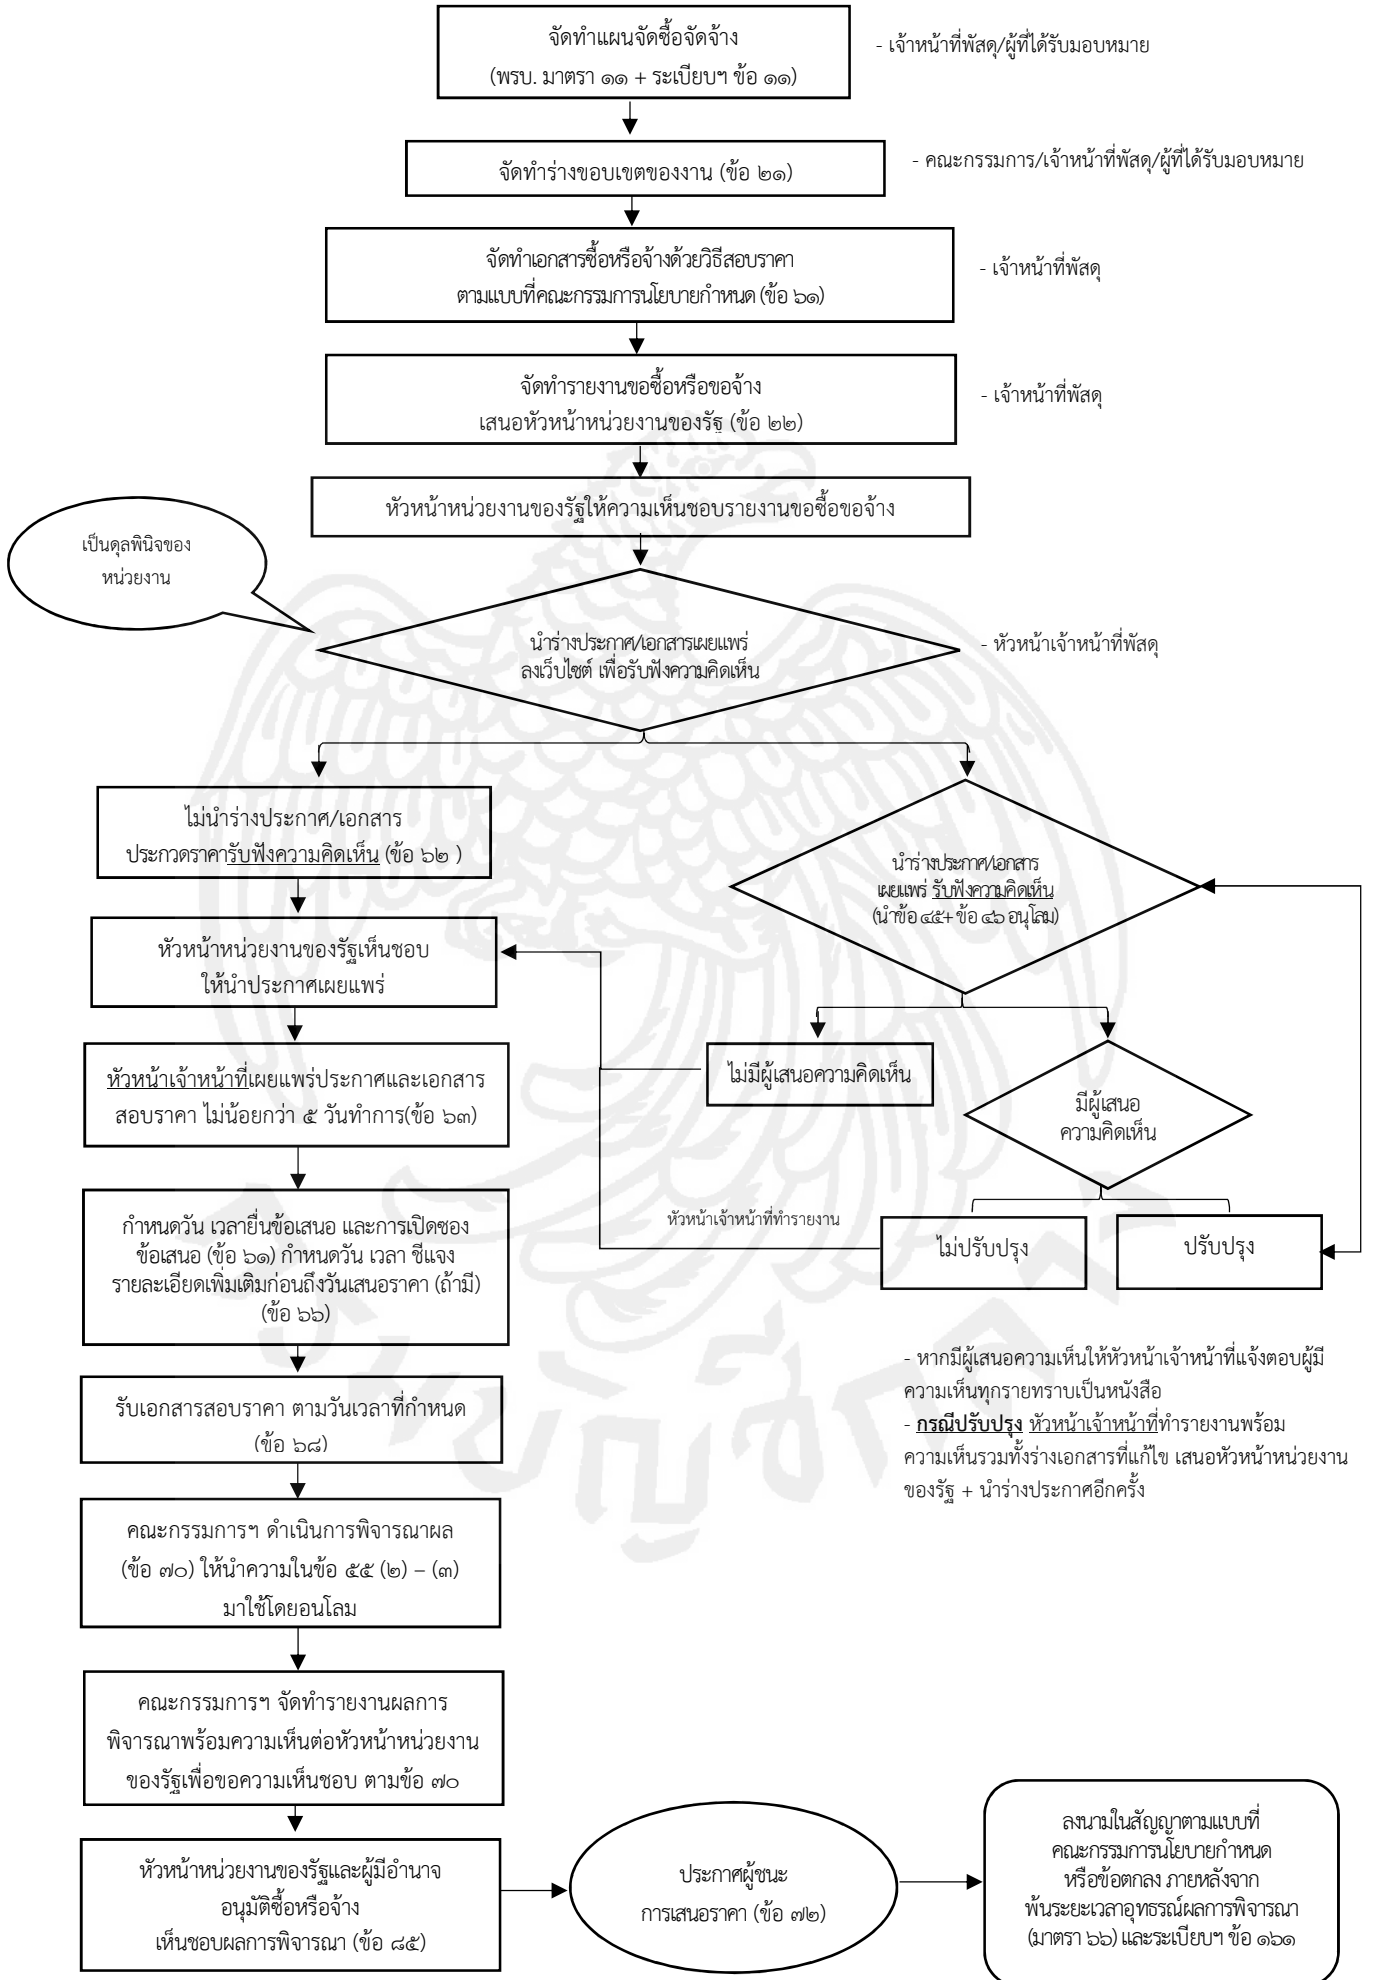 จัดทำแผนจัดซื้อจัดจ้าง
(พรบ. มาตรา ๑๑ + ระเบียบฯ ข้อ ๑๑)
- เจ้าหน้าที่พัสดุ/ผู้ที่ได้รับมอบหมาย
จัดทำร่างขอบเขตของงาน (ข้อ ๒๑)
- คณะกรรมการ/เจ้าหน้าที่พัสดุ/ผู้ที่ได้รับมอบหมาย
จัดทำเอกสารซื้อหรือจ้างด้วยวิธีสอบราคา
ตามแบบที่คณะกรรมการนโยบายกำหนด (ข้อ ๖๑)
- เจ้าหน้าที่พัสดุ
จัดทำรายงานขอซื้อหรือขอจ้าง
เสนอหัวหน้าหน่วยงานของรัฐ (ข้อ ๒๒)
- เจ้าหน้าที่พัสดุ
หัวหน้าหน่วยงานของรัฐให้ความเห็นชอบรายงานขอซื้อขอจ้าง
เป็นดุลพินิจของ
หน่วยงาน
นำร่างประกาศ/เอกสารเผยแพร่
ลงเว็บไซต์ เพื่อรับฟังความคิดเห็น
- หัวหน้าเจ้าหน้าที่พัสดุ
ไม่นำร่างประกาศ/เอกสาร
ประกวดราคารับฟังความคิดเห็น (ข้อ ๖๒ )
นำร่างประกาศ/เอกสาร
เผยแพร่ รับฟังความคิดเห็น
(นำข้อ ๔๕+ ข้อ ๔๖ อนุโลม)
หัวหน้าหน่วยงานของรัฐเห็นชอบ
ให้นำประกาศเผยแพร่
ไม่มีผู้เสนอความคิดเห็น
มีผู้เสนอ
ความคิดเห็น
หัวหน้าเจ้าหน้าที่เผยแพร่ประกาศและเอกสาร
สอบราคา ไม่น้อยกว่า ๕ วันทำการ(ข้อ ๖๓)
หัวหน้าเจ้าหน้าที่ทำรายงาน
ไม่ปรับปรุง
ปรับปรุง
กำหนดวัน เวลายื่นข้อเสนอ และการเปิดซอง
ข้อเสนอ (ข้อ ๖๑) กำหนดวัน เวลา ชี้แจง
รายละเอียดเพิ่มเติมก่อนถึงวันเสนอราคา (ถ้ามี)
(ข้อ ๖๖)
- หากมีผู้เสนอความเห็นให้หัวหน้าเจ้าหน้าที่แจ้งตอบผู้มี
ความเห็นทุกรายทราบเป็นหนังสือ
- กรณีปรับปรุง หัวหน้าเจ้าหน้าที่ทำรายงานพร้อม
ความเห็นรวมทั้งร่างเอกสารที่แก้ไข เสนอหัวหน้าหน่วยงาน
ของรัฐ + นำร่างประกาศอีกครั้ง
รับเอกสารสอบราคา ตามวันเวลาที่กำหนด
(ข้อ ๖๘)
คณะกรรมการฯ ดำเนินการพิจารณาผล
(ข้อ ๗๐) ให้นำความในข้อ ๕๕ (๒) – (๓)
มาใช้โดยอนุโลม
คณะกรรมการฯ จัดทำรายงานผลการ
พิจารณาพร้อมความเห็นต่อหัวหน้าหน่วยงาน
ของรัฐเพื่อขอความเห็นชอบ ตามข้อ ๗๐
หัวหน้าหน่วยงานของรัฐและผู้มีอำนาจ
อนุมัติซื้อหรือจ้าง
เห็นชอบผลการพิจารณา (ข้อ ๘๕)
ประกาศผู้ชนะ
การเสนอราคา (ข้อ ๗๒)
ลงนามในสัญญาตามแบบที่
คณะกรรมการนโยบายกำหนด
หรือข้อตกลง ภายหลังจาก
พ้นระยะเวลาอุทธรณ์ผลการพิจารณา
(มาตรา ๖๖) และระเบียบฯ ข้อ ๑๖๑
กรมบัญชีกลาง